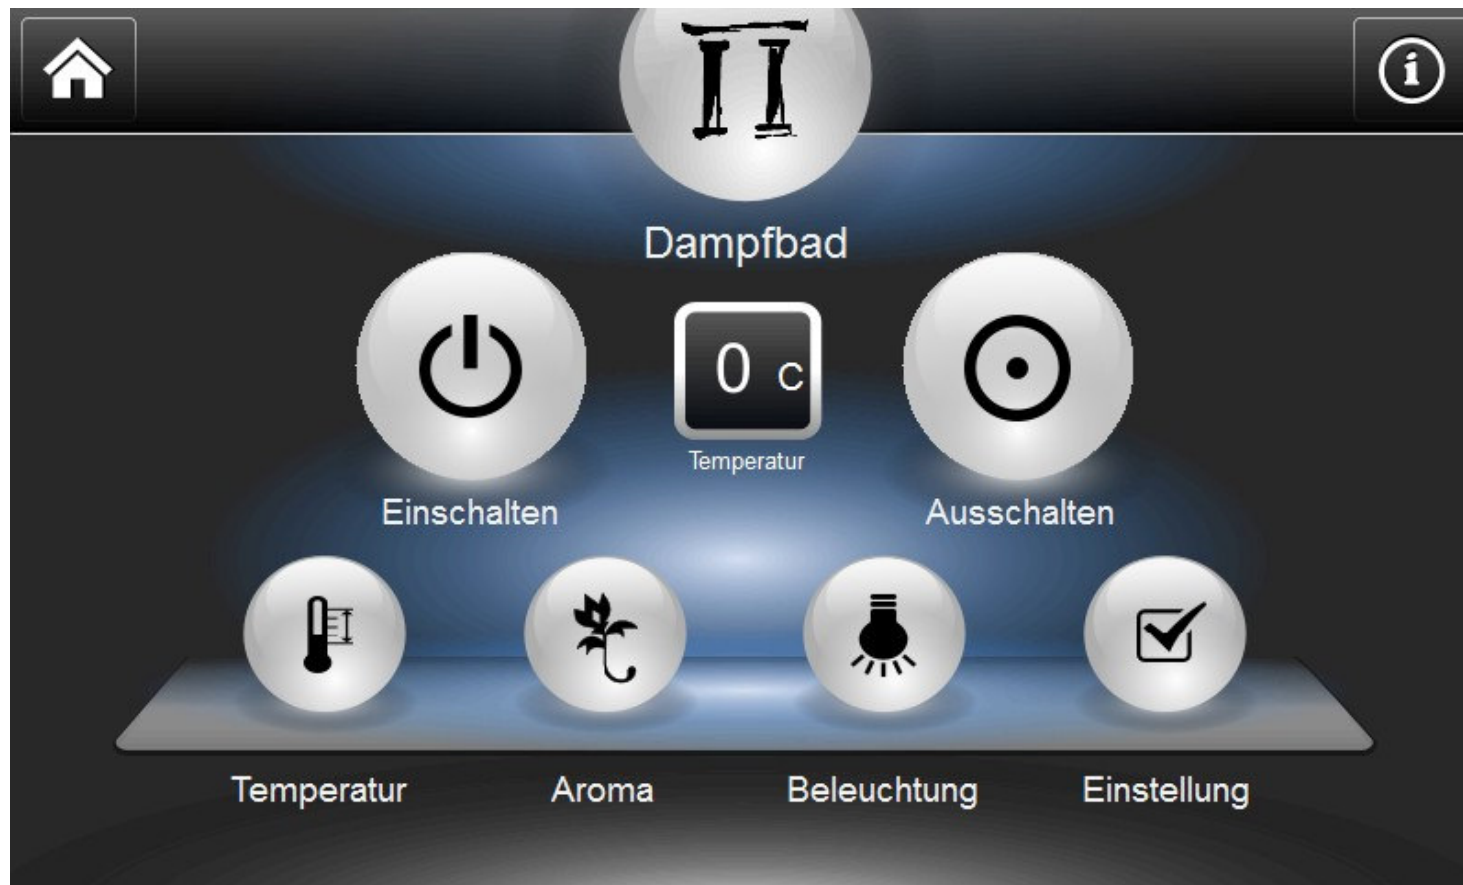 Dampfbad
0 C
Temperatur
Einschalten
Ausschalten
Temperatur
Aroma
Beleuchtung
Einstellung